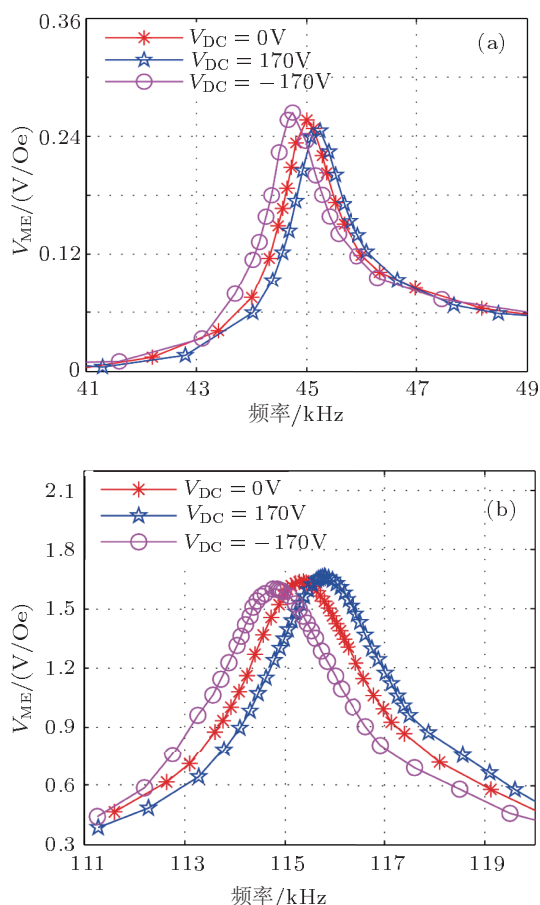 0.36
V_DC = 0V
(a)
V_DC = 170V
V_DC = −170V
0.24
V_ME/(V/Oe)
0.12
0
41 43 45 47 49
频率/kHz
2.1
V_DC = 0V
V_DC = 170V
(b)
V_DC = −170V
1.8
1.5
V_ME/(V/Oe)
1.2
0.9
0.6
0.3
111 113 115 117 119
频率/kHz